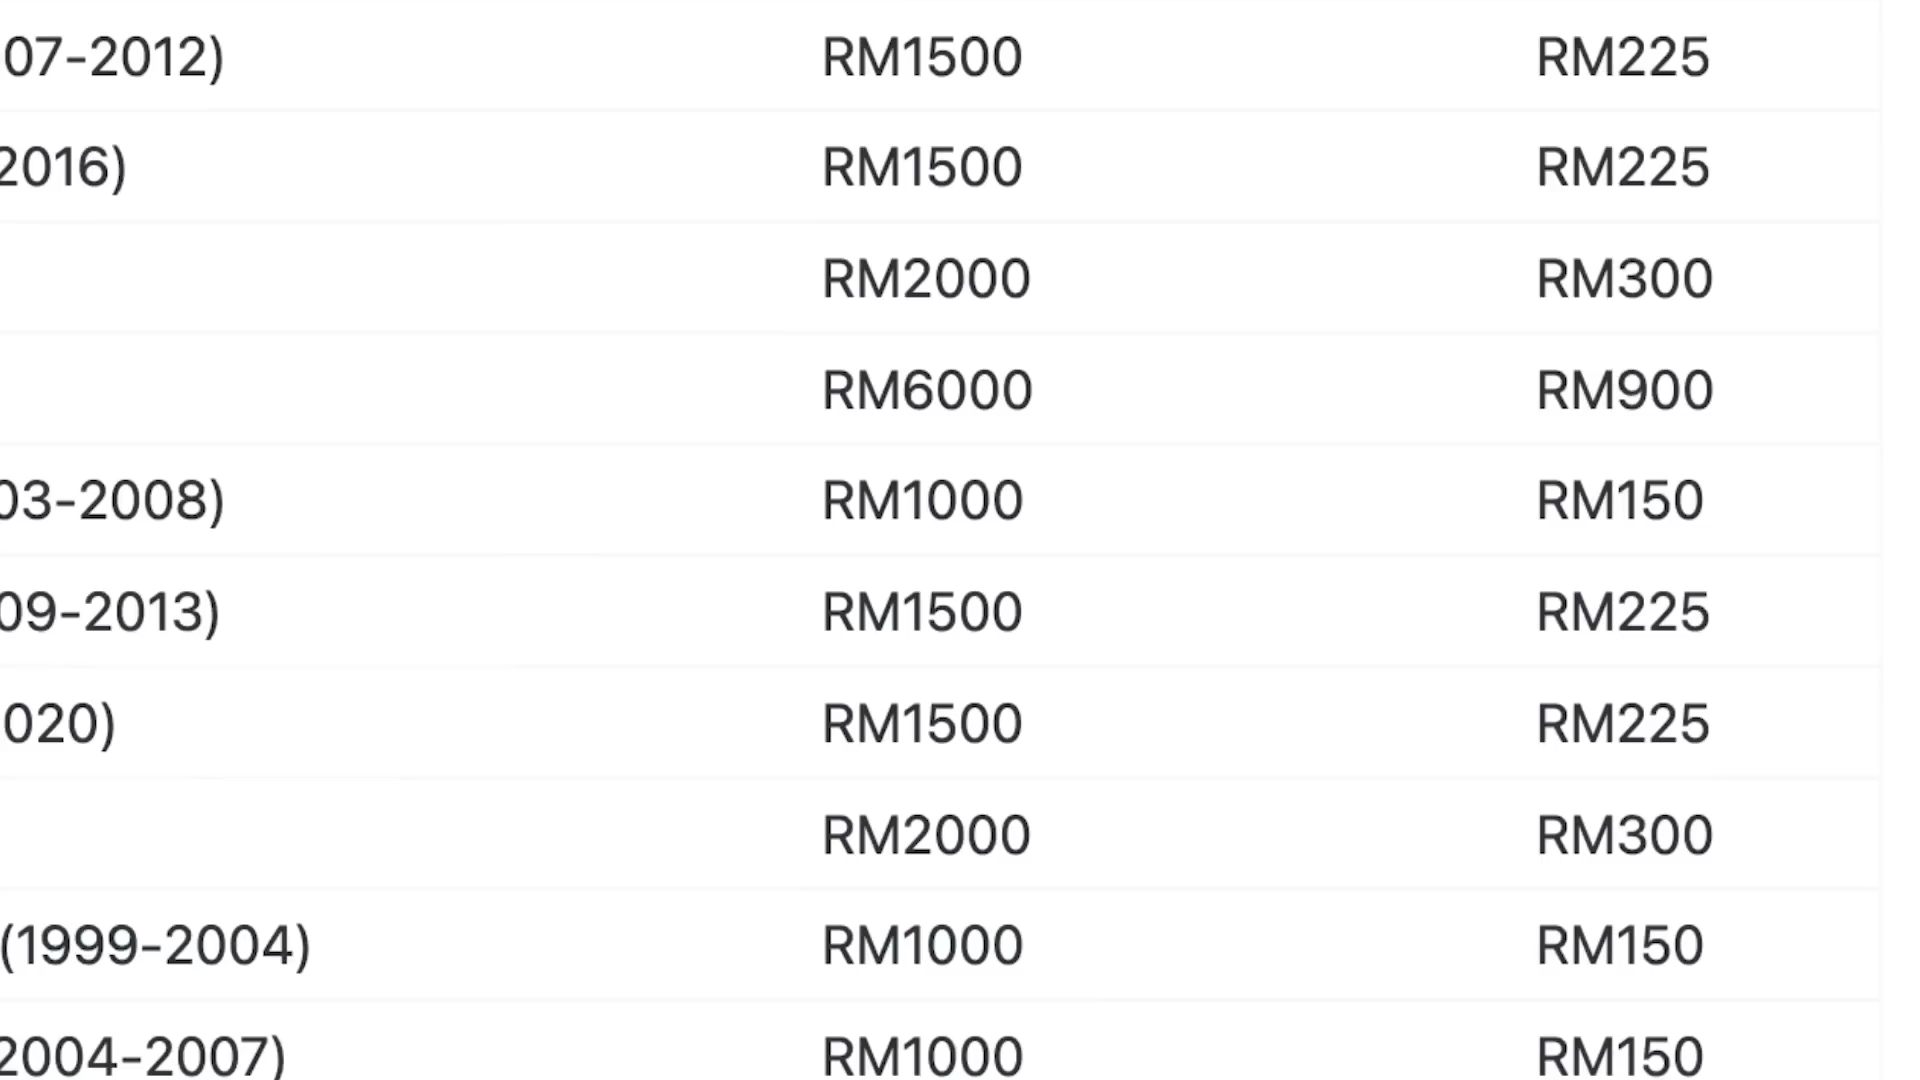 07-2012) RM1500 RM225
2016) RM1500 RM225
RM2000 RM300
RM6000 RM900
03-2008) RM1000 RM150
09-2013) RM1500 RM225
020) RM1500 RM225
RM2000 RM300
(1999-2004) RM1000 RM150
2004-2007) RM1000 RM150